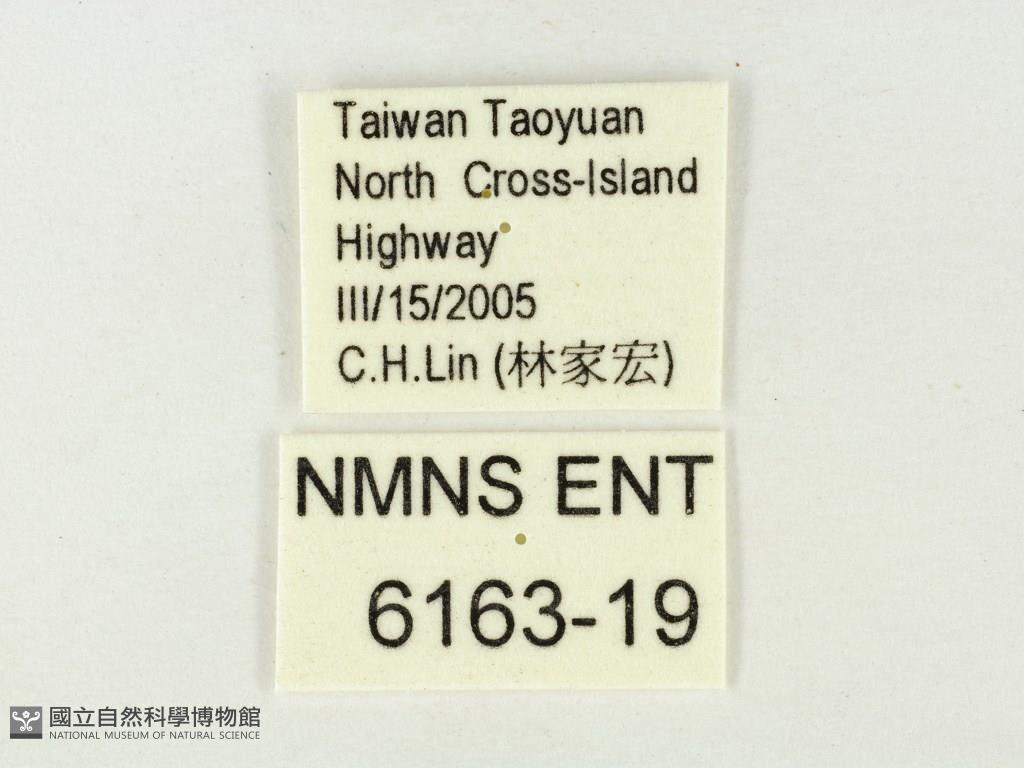 Taiwan Taoyuan
North Cross-Island
Highway
III/15/2005
C.H.Lin (林家宏)
NMNS ENT
6163-19
國立自然科學博物館
NATIONAL MUSEUM OF NATURAL SCIENCE